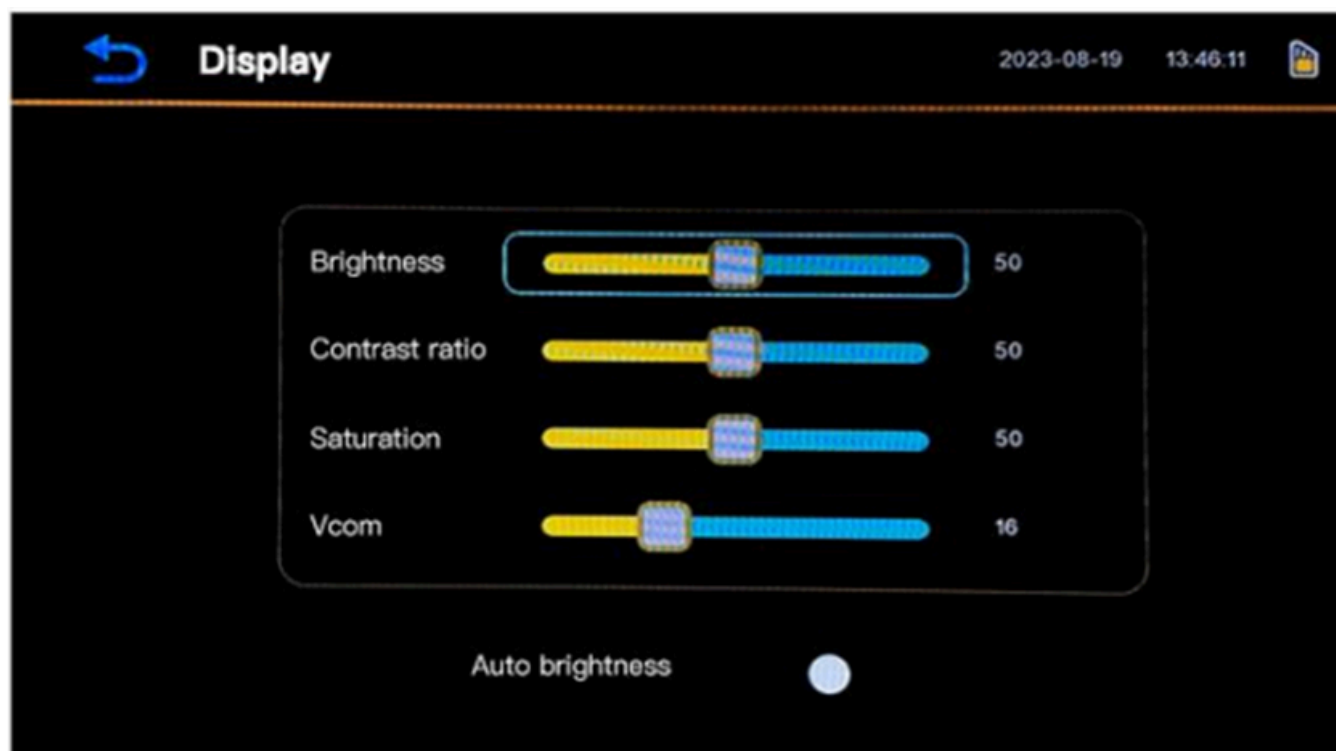 Display 2023-08-19 13:46:11
Brightness 50
Contrast ratio 50
Saturation 50
Vcom 16
Auto brightness